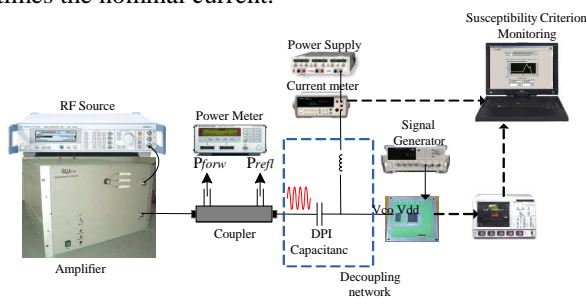 times the nominal current.
Susceptibility Criterion
Monitoring
Power Supply
Current meter
RF Source
Power Meter
Signal
Generator
Pforw
Prefl
Vco Vdd
Coupler
DPI
Capacitanc
Amplifier
Decoupling
network